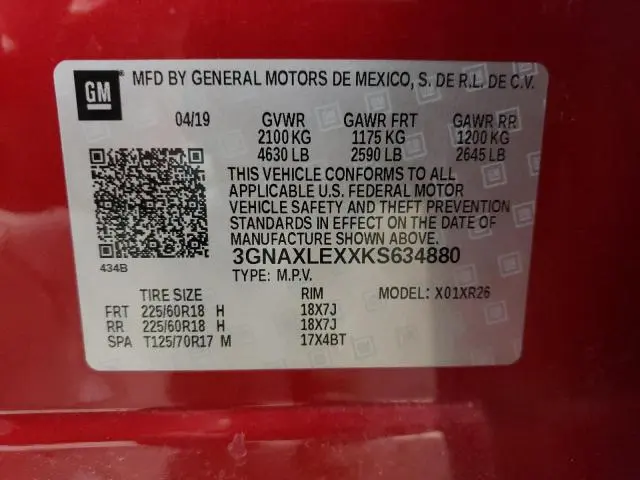 GM MFD BY GENERAL MOTORS DE MEXICO, S. DE R.L. DE C.V.
04/19 GVWR GAWR FRT GAWR RR
2100 KG 1175 KG 1200 KG
4630 LB 2590 LB 2645 LB
THIS VEHICLE CONFORMS TO ALL
APPLICABLE U.S. FEDERAL MOTOR
VEHICLE SAFETY AND THEFT PREVENTION
STANDARDS IN EFFECT ON THE DATE OF
MANUFACTURE SHOWN ABOVE.
434B 3GNAXLEXXKS634880
TYPE: M.P.V.
TIRE SIZE RIM MODEL: X01XR26
FRT 225/60R18 H 18X7J
RR 225/60R18 H 18X7J
SPA T125/70R17 M 17X4BT